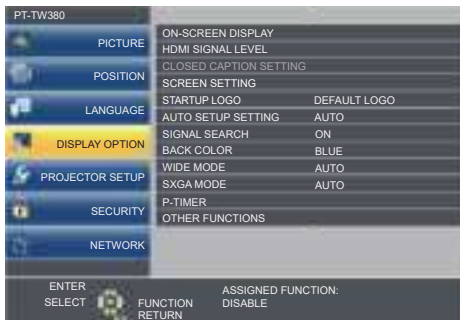 PT-TW380
PICTURE
POSITION
LANGUAGE
DISPLAY OPTION
PROJECTOR SETUP
SECURITY
NETWORK
ON-SCREEN DISPLAY
HDMI SIGNAL LEVEL
CLOSED CAPTION SETTING
SCREEN SETTING
STARTUP LOGO DEFAULT LOGO
AUTO SETUP SETTING AUTO
SIGNAL SEARCH ON
BACK COLOR BLUE
WIDE MODE AUTO
SXGA MODE AUTO
P-TIMER
OTHER FUNCTIONS
ENTER
SELECT
FUNCTION
RETURN
ASSIGNED FUNCTION:
DISABLE